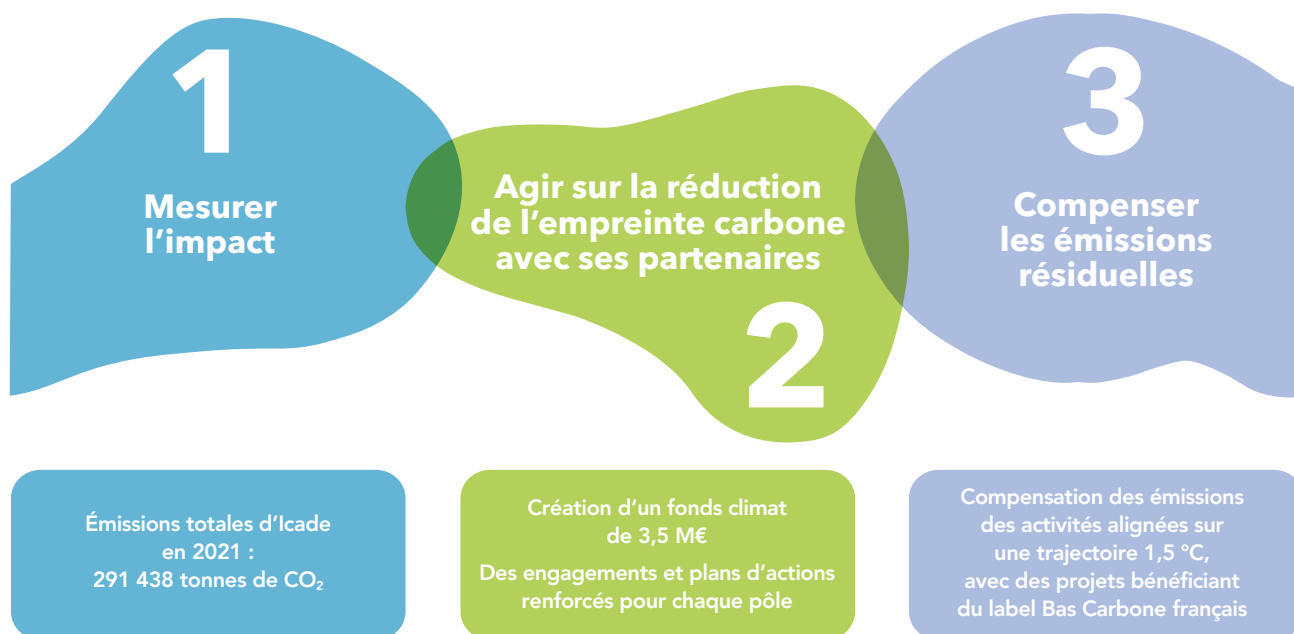 1
Mesurer
l’impact
Agir sur la réduction
de l’empreinte carbone
avec ses partenaires
2
3
Compenser
les émissions
résiduelles
Émissions totales d’Icade
en 2021 :
291 438 tonnes de CO₂
Création d’un fonds climat
de 3,5 M€
Des engagements et plans d’actions
renforcés pour chaque pôle
Compensation des émissions
des activités alignées sur
une trajectoire 1,5 °C,
avec des projets bénéficiant
du label Bas Carbone français